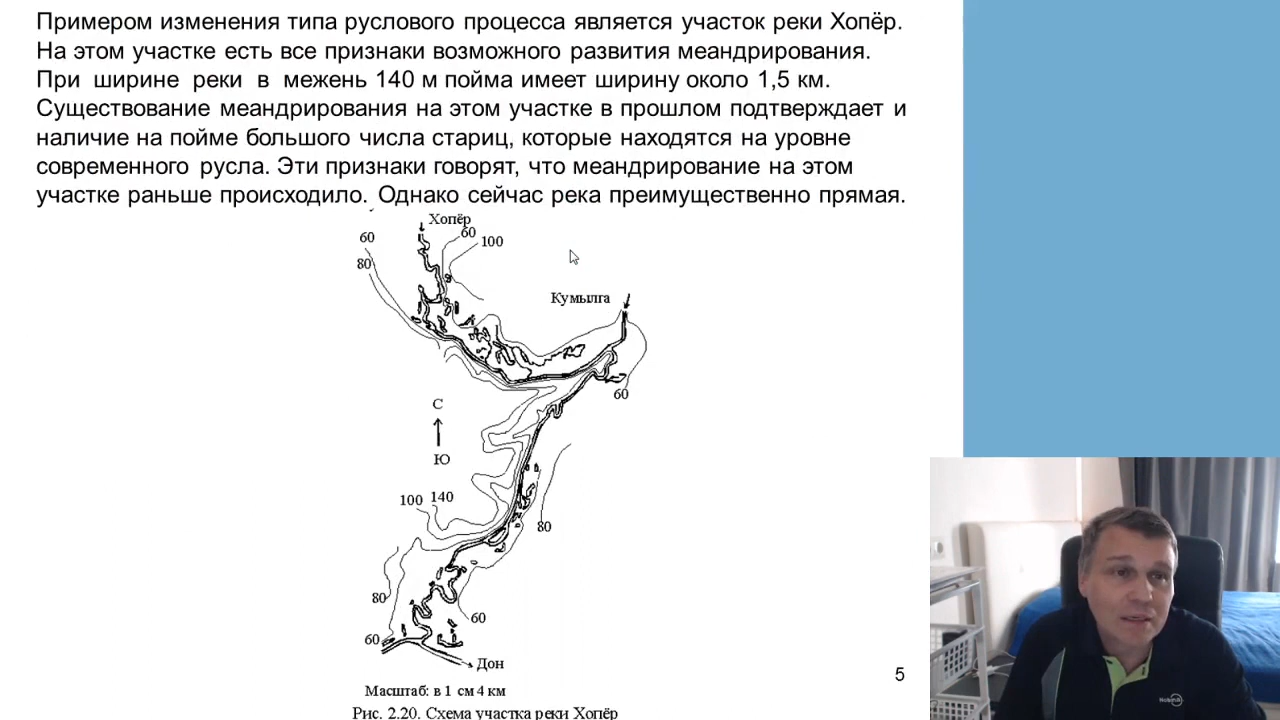 Примером изменения типа руслового процесса является участок реки Хопёр.
На этом участке есть все признаки возможного развития меандрирования.
При ширине реки в межень 140 м пойма имеет ширину около 1,5 км.
Существование меандрирования на этом участке в прошлом подтверждает и
наличие на пойме большого числа стариц, которые находятся на уровне
современного русла. Эти признаки говорят, что меандрирование на этом
участке раньше происходило. Однако сейчас река преимущественно прямая.
Хопёр
60
60
100
80
Кумылга
60
С
Ю
100 140
80
80
60
60
Дон
5
Масштаб: в 1 см 4 км
Рис. 2.20. Схема участка реки Хопёр